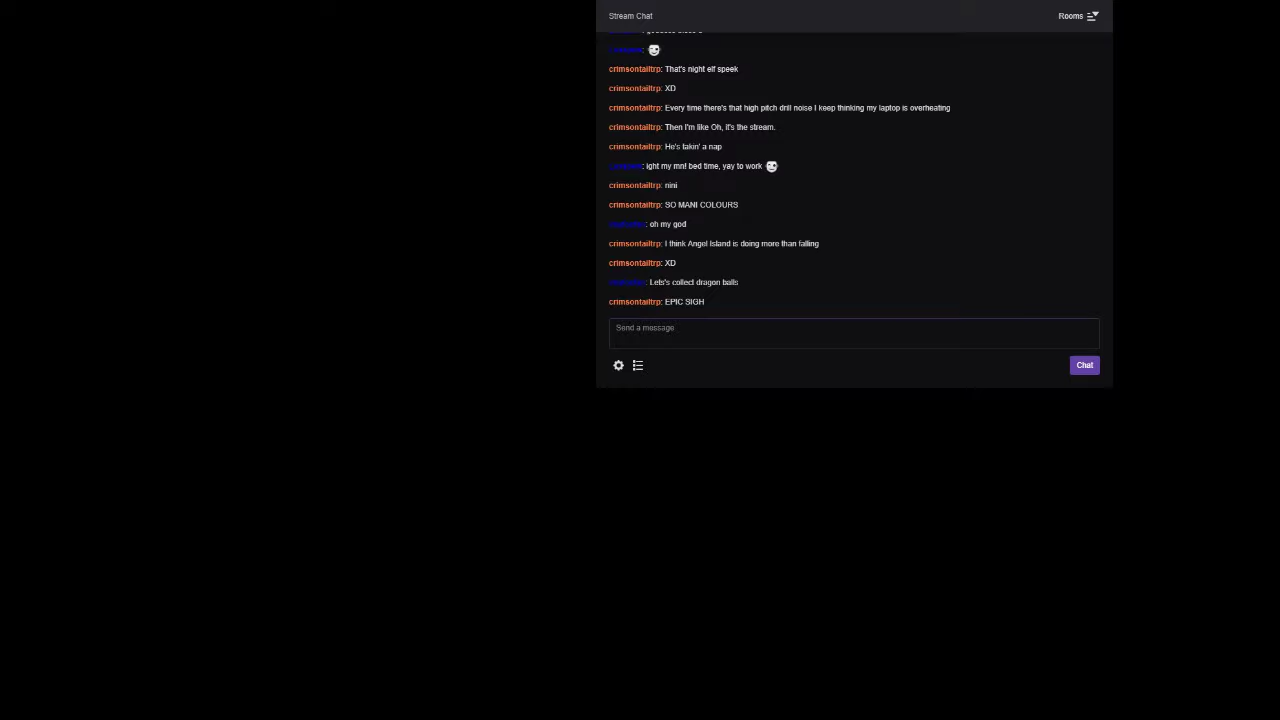 Stream Chat
Rooms
crimsontailtrp: That's night elf speek
crimsontailtrp: XD
crimsontailtrp: Every time there's that high pitch drill noise I keep thinking my laptop is overheating
crimsontailtrp: Then I'm like Oh, it's the stream.
crimsontailtrp: He's takin' a nap
: ight my mn! bed time, yay to work
crimsontailtrp: nini
crimsontailtrp: SO MANI COLOURS
: oh my god
crimsontailtrp: I think Angel Island is doing more than falling
crimsontailtrp: XD
: Lets's collect dragon balls
crimsontailtrp: EPIC SIGH
Send a message
Chat